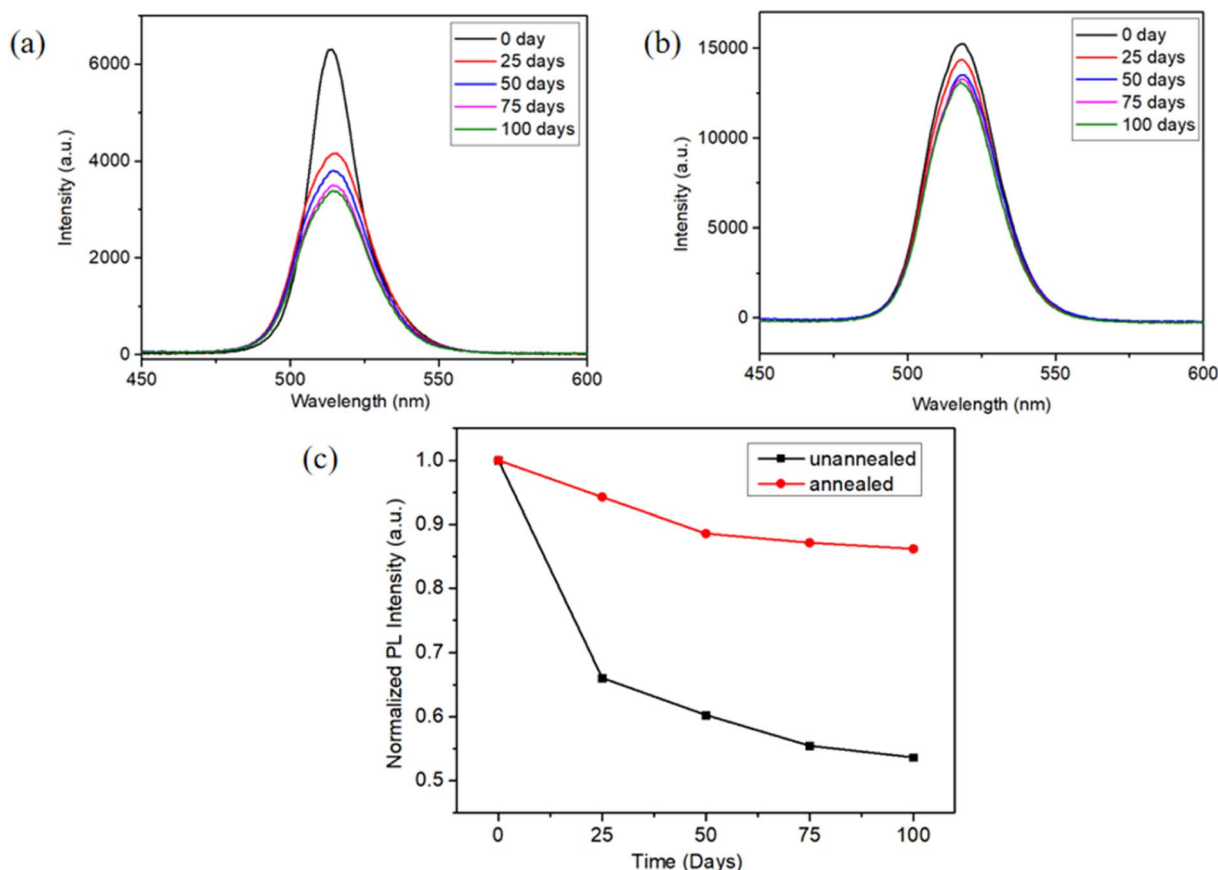 (a)
0 day
25 days
50 days
75 days
100 days
6000
4000
2000
0
Intensity (a.u.)
450 500 550 600
Wavelength (nm)
(b)
0 day
25 days
50 days
75 days
100 days
15000
10000
5000
0
Intensity (a.u.)
450 500 550 600
Wavelength (nm)
(c)
unannealed
annealed
1.0
0.9
0.8
0.7
0.6
0.5
Normalized PL Intensity (a.u.)
0 25 50 75 100
Time (Days)